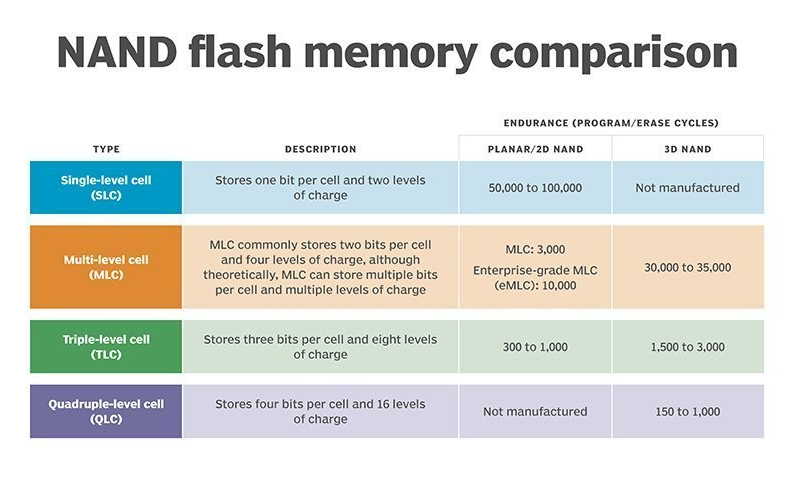 NAND flash memory comparison
ENDURANCE (PROGRAM/ERASE CYCLES)
TYPE
DESCRIPTION
PLANAR/2D NAND
3D NAND
Single-level cell
(SLC)
Stores one bit per cell and two levels
of charge
50,000 to 100,000
Not manufactured
Multi-level cell
(MLC)
MLC commonly stores two bits per cell
and four levels of charge, although
theoretically, MLC can store multiple bits
per cell and multiple levels of charge
MLC: 3,000
Enterprise-grade MLC
(eMLC): 10,000
30,000 to 35,000
Triple-level cell
(TLC)
Stores three bits per cell and eight levels
of charge
300 to 1,000
1,500 to 3,000
Quadruple-level cell
(QLC)
Stores four bits per cell and 16 levels
of charge
Not manufactured
150 to 1,000